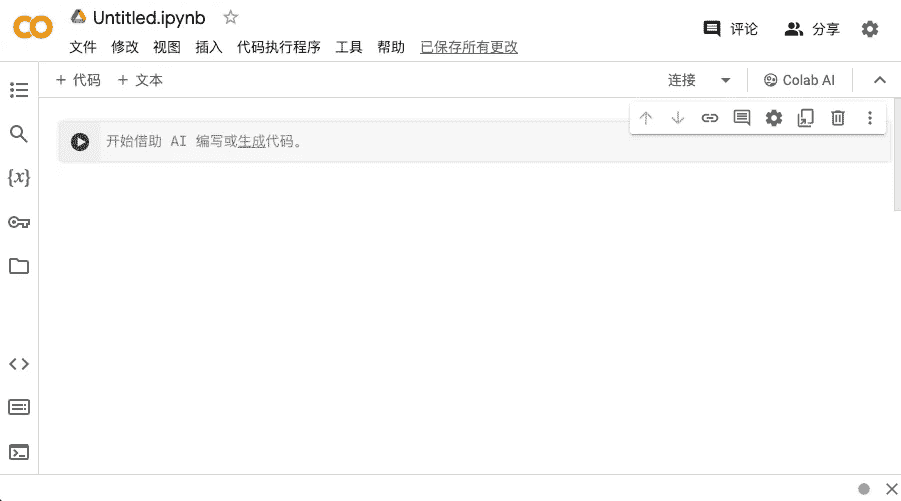 Untitled.ipynb
评论
分享
文件 修改 视图 插入 代码执行程序 工具 帮助 已保存所有更改
+ 代码 + 文本
连接
Colab AI
{x}
开始借助 AI 编写或生成代码。